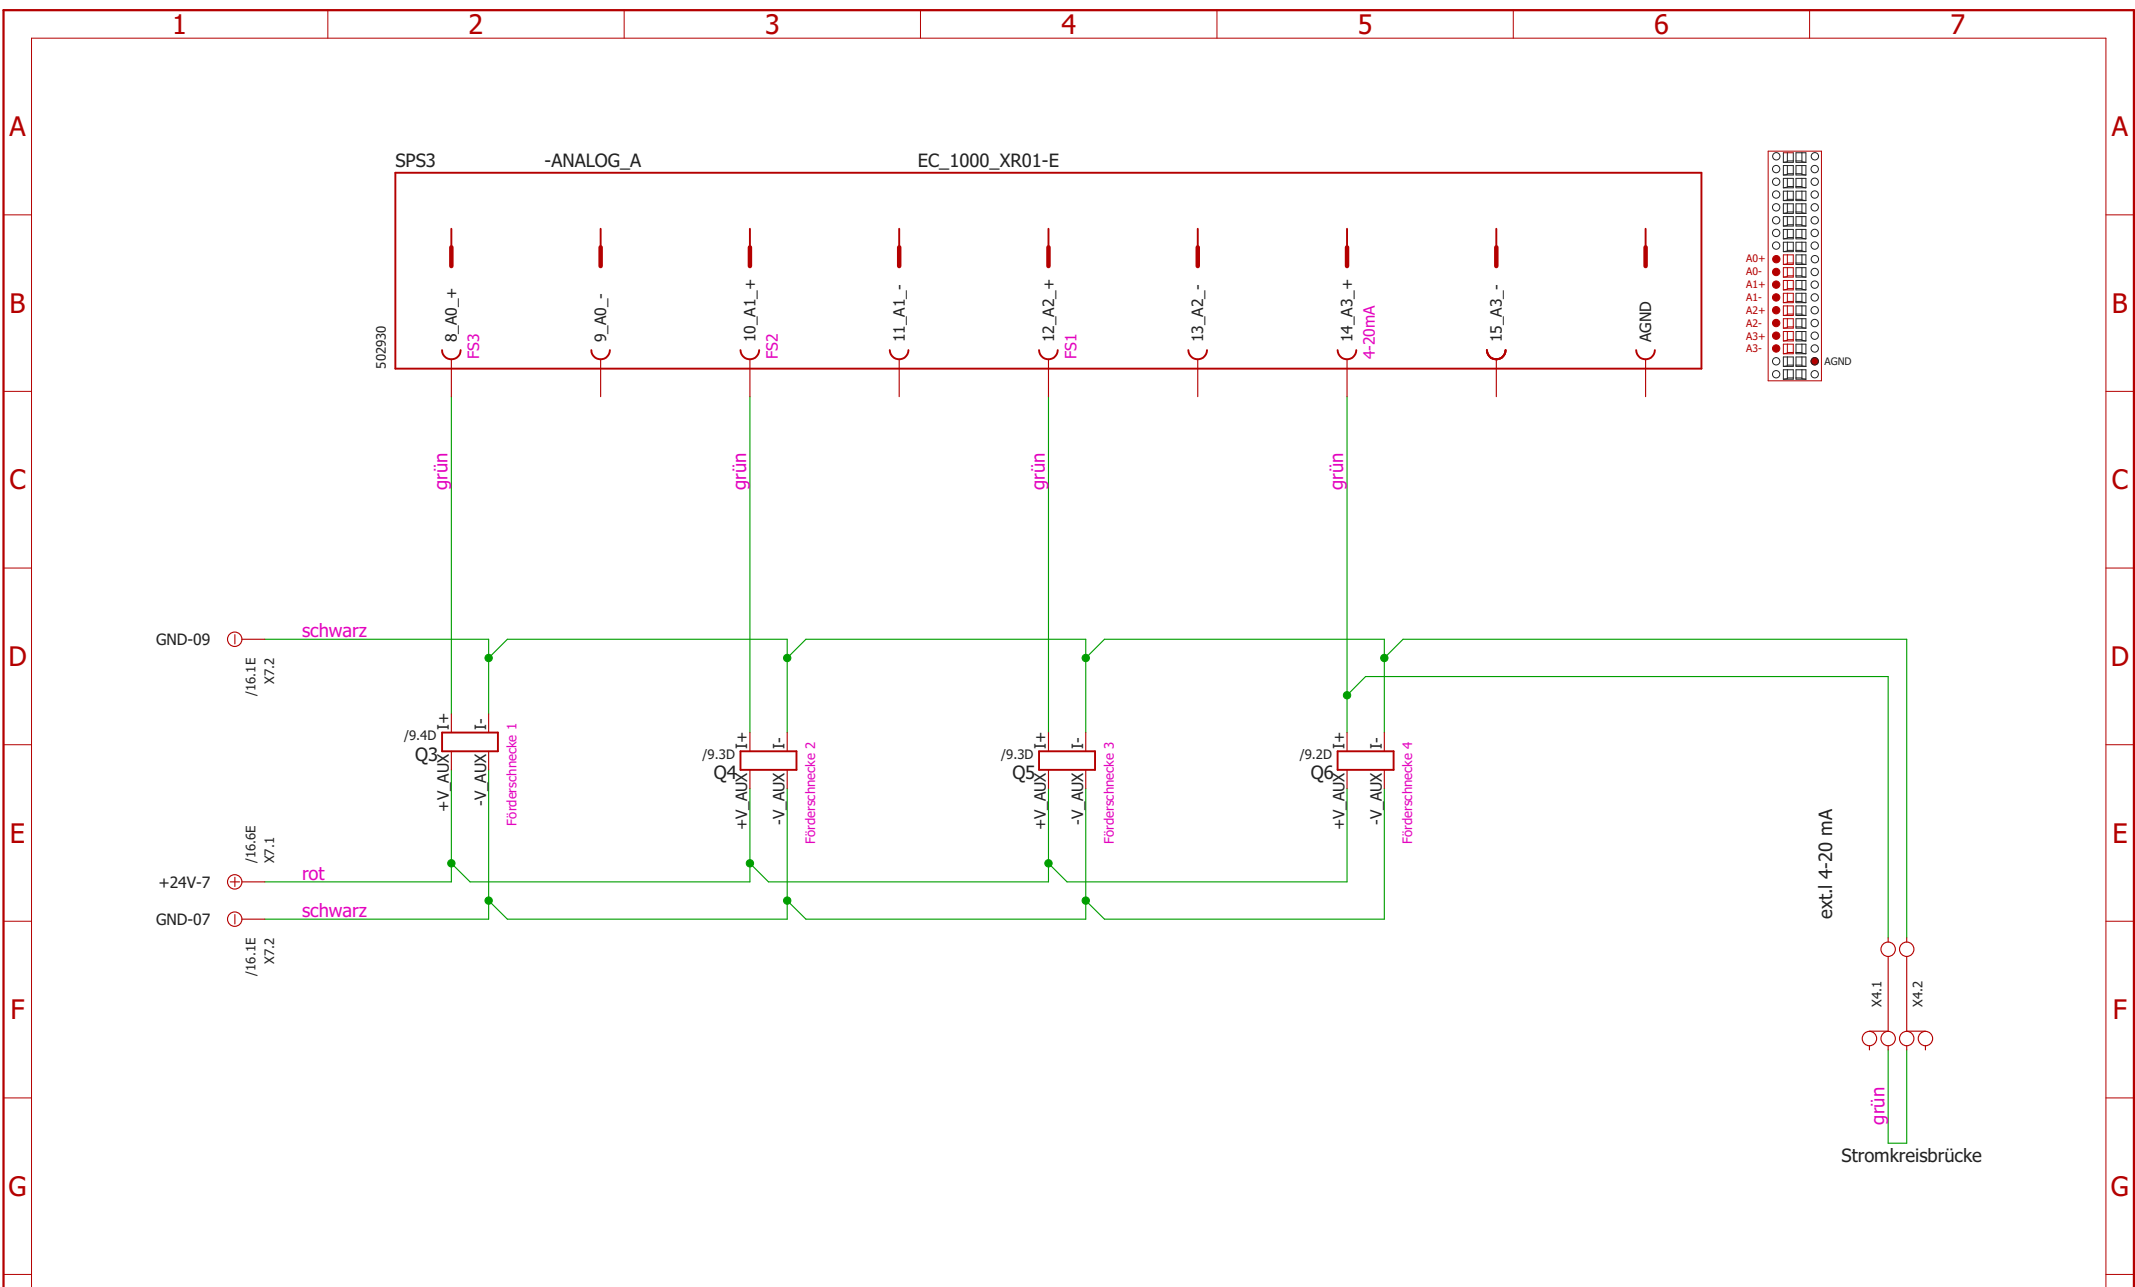 1 2 3 4 5 6 7
A A
SPS3 -ANALOG_A EC_1000_XR01-E
502930
8_A0_+ FS3
9_A0_-
10_A1_+ FS2
11_A1_-
12_A2_+ FS1
13_A2_-
14_A3_+ 4-20mA
15_A3_-
AGND
A0+
A0-
A1+
A1-
A2+
A2-
A3+
A3-
AGND
B B
C C
grün grün grün grün
D D
GND-09 schwarz
/16.1E
X7.2
/9.4D
Q3
I+ I-
+V_AUX -V_AUX
Förderschnecke 1
/9.3D
Q4
I+ I-
+V_AUX -V_AUX
Förderschnecke 2
/9.3D
Q5
I+ I-
+V_AUX -V_AUX
Förderschnecke 3
/9.2D
Q6
I+ I-
+V_AUX -V_AUX
Förderschnecke 4
E E
/16.6E
X7.1
+24V-7 rot
GND-07 schwarz
/16.1E
X7.2
ext.I 4-20 mA
F F
X4.1 X4.2
grün
Stromkreisbrücke
G G